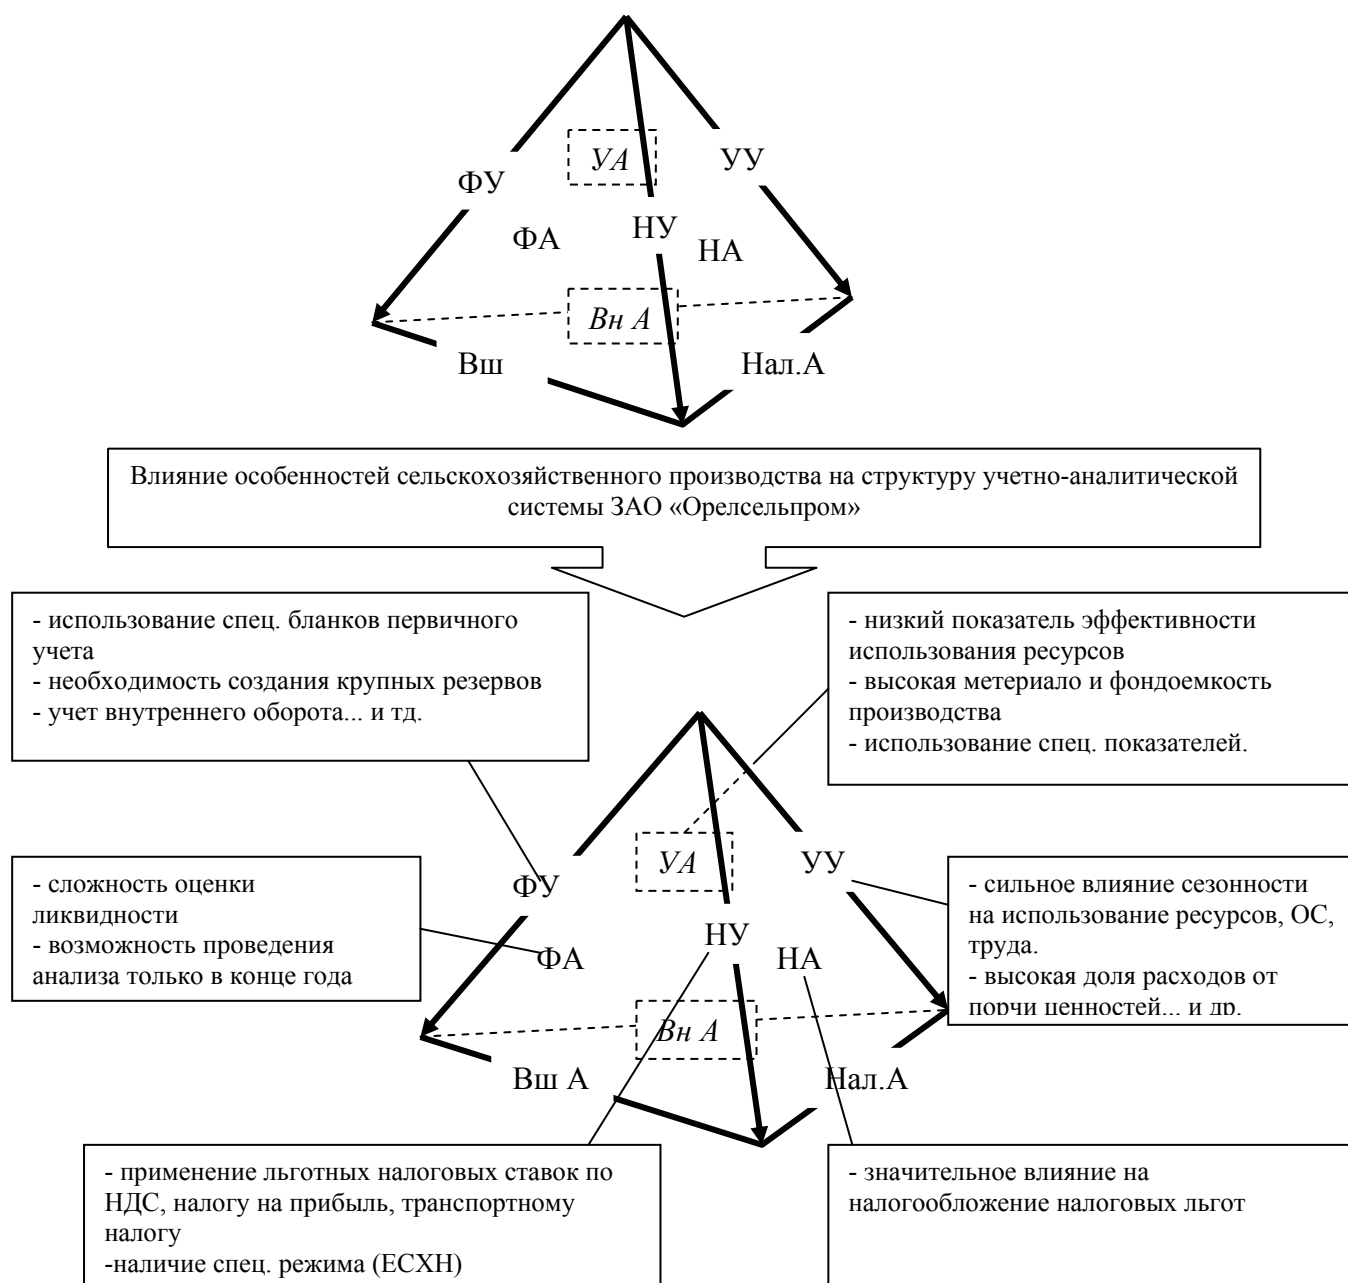 УА
УУ
ФУ
НУ
ФА
НА
Вн А
Вш
Нал.А
Влияние особенностей сельскохозяйственного производства на структуру учетно-аналитической
системы ЗАО «Орелсельпром»
- использование спец. бланков первичного
учета
- необходимость создания крупных резервов
- учет внутреннего оборота... и тд.
- низкий показатель эффективности
использования ресурсов
- высокая метериало и фондоемкость
производства
- использование спец. показателей.
УА
УУ
ФУ
- сложность оценки
ликвидности
- возможность проведения
анализа только в конце года
- сильное влияние сезонности
на использование ресурсов, ОС,
труда.
- высокая доля расходов от
порчи ценностей... и др.
НУ
ФА
НА
Вн А
Вш А
Нал.А
- применение льготных налоговых ставок по
НДС, налогу на прибыль, транспортному
налогу
-наличие спец. режима (ЕСХН)
- значительное влияние на
налогообложение налоговых льгот